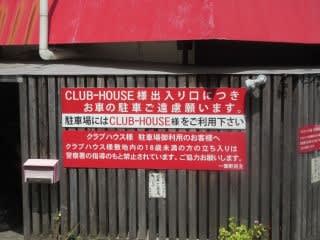 CLUB-HOUSE様出入り口につき
お車の駐車ご遠慮願います。
駐車場にはCLUB-HOUSE様をご利用下さい
クラブハウス様 駐車場御利用のお客様へ
クラブハウス様敷地内の18歳未満の方の立ち入りは
警察署の指導のもと禁止されています。ご協力お願いします。